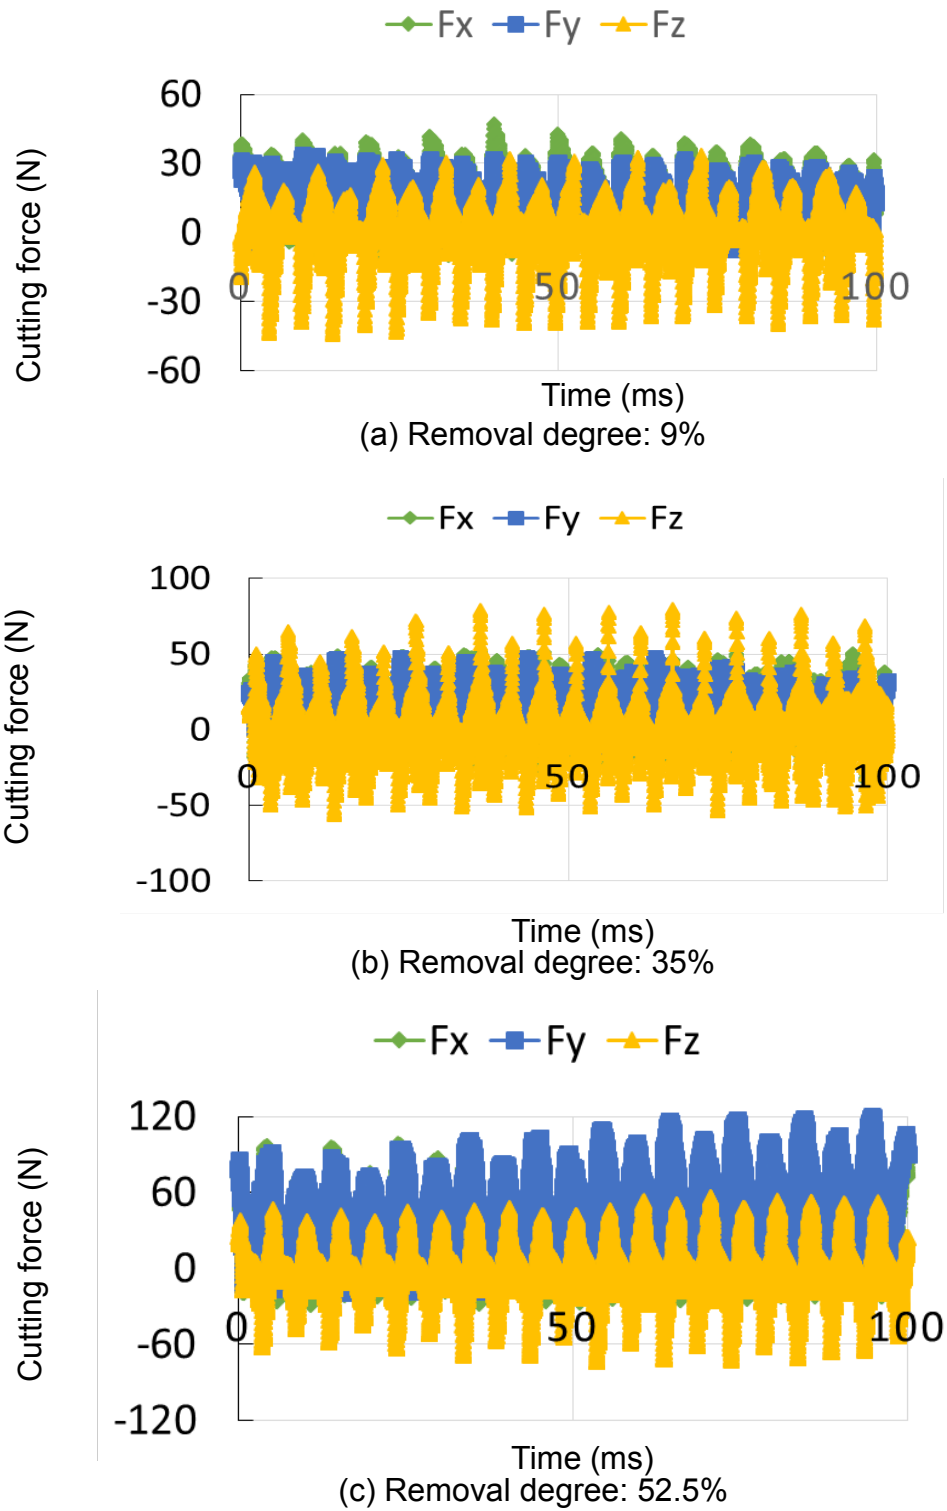 Fx Fy Fz
60
30
0
-30
-60
0 50 100
Cutting force (N)
Time (ms)
(a) Removal degree: 9%
Fx Fy Fz
100
50
0
-50
-100
0 50 100
Cutting force (N)
Time (ms)
(b) Removal degree: 35%
Fx Fy Fz
120
60
0
-60
-120
0 50 100
Cutting force (N)
Time (ms)
(c) Removal degree: 52.5%